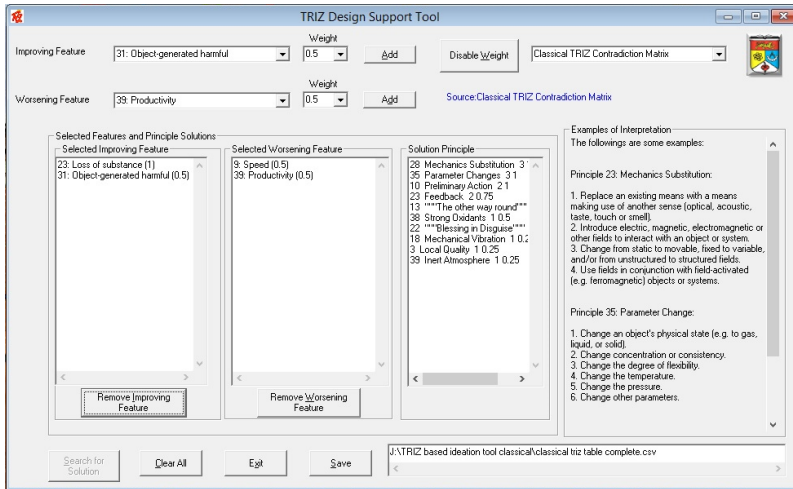 TRIZ Design Support Tool
Weight
Improving Feature
31: Object-generated harmful
0.5
Add
Disable Weight
Classical TRIZ Contradiction Matrix
Weight
Worsening Feature
39: Productivity
0.5
Add
Source:Classical TRIZ Contradiction Matrix
Selected Features and Principle Solutions
Selected Improving Feature
23: Loss of substance (1)
31: Object-generated harmful (0.5)
Remove Improving
Feature
Selected Worsening Feature
9: Speed (0.5)
39: Productivity (0.5)
Remove Worsening
Feature
Solution Principle
28 Mechanics Substitution 3
35 Parameter Changes 3 1
10 Preliminary Action 2 1
23 Feedback 2 0.75
13 """The other way round"""
38 Strong Oxidants 1 0.5
22 """Blessing in Disguise"""
18 Mechanical Vibration 1 0.2
3 Local Quality 1 0.25
39 Inert Atmosphere 1 0.25
Examples of Interpretation
The followings are some examples:
Principle 23: Mechanics Substitution:
1. Replace an existing means with a means
making use of another sense (optical, acoustic,
taste, touch or smell).
2. Introduce electric, magnetic, electromagnetic or
other fields to interact with an object or system.
3. Change from static to movable, fixed to variable,
and/or from unstructured to structured fields.
4. Use fields in conjunction with field-activated
(e.g. ferromagnetic) objects or systems.
Principle 35: Parameter Change:
1. Change an object's physical state (e.g. to gas,
liquid, or solid).
2. Change concentration or consistency.
3. Change the degree of flexibility.
4. Change the temperature.
5. Change the pressure.
6. Change other parameters.
Search for
Solution
Clear All
Exit
Save
J:\TRIZ based ideation tool classical\classical triz table complete.csv